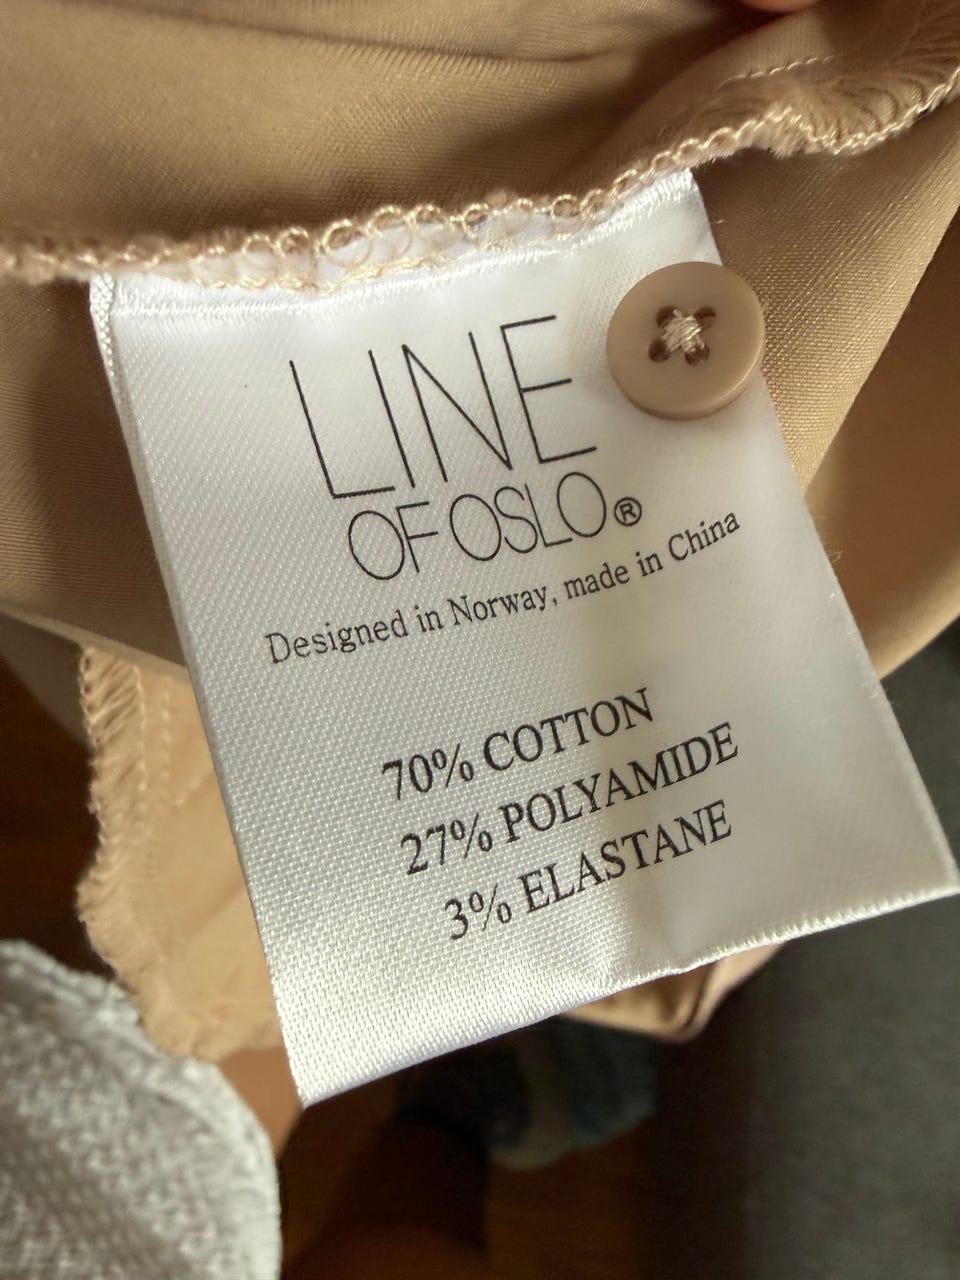 LINE
OF OSLO®
Designed in Norway, made in China
70% COTTON
27% POLYAMIDE
3% ELASTANE